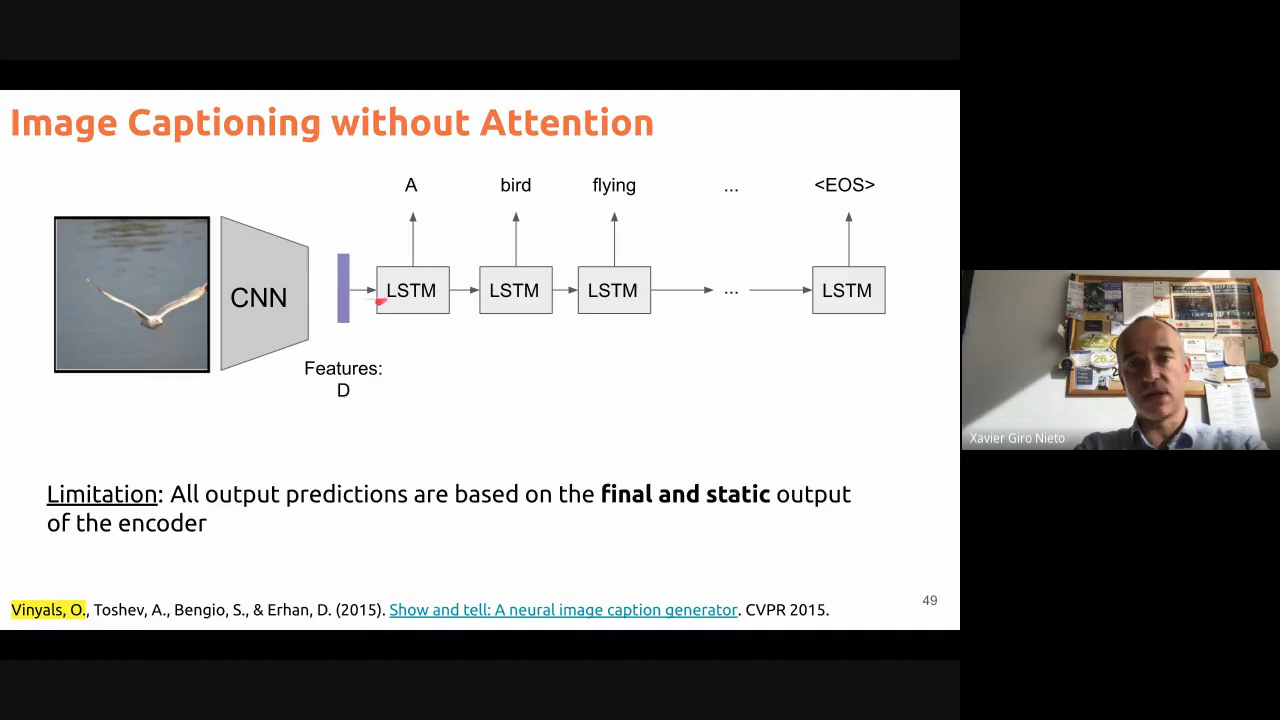 Image Captioning without Attention
A bird flying ... <EOS>
CNN
LSTM LSTM LSTM ... LSTM
Features:
D
Limitation: All output predictions are based on the final and static output
of the encoder
Vinyals, O., Toshev, A., Bengio, S., & Erhan, D. (2015). Show and tell: A neural image caption generator. CVPR 2015.
49
26.2
Xavier Giro Nieto